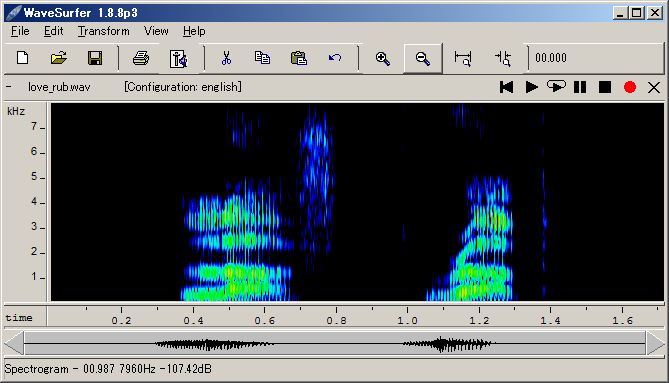 WaveSurfer 1.8.8p3
File Edit Transform View Help
00.000
love_rub.wav [Configuration: english]
kHz
7
6
5
4
3
2
1
time 0.2 0.4 0.6 0.8 1.0 1.2 1.4 1.6
Spectrogram - 00.987 7960Hz -107.42dB